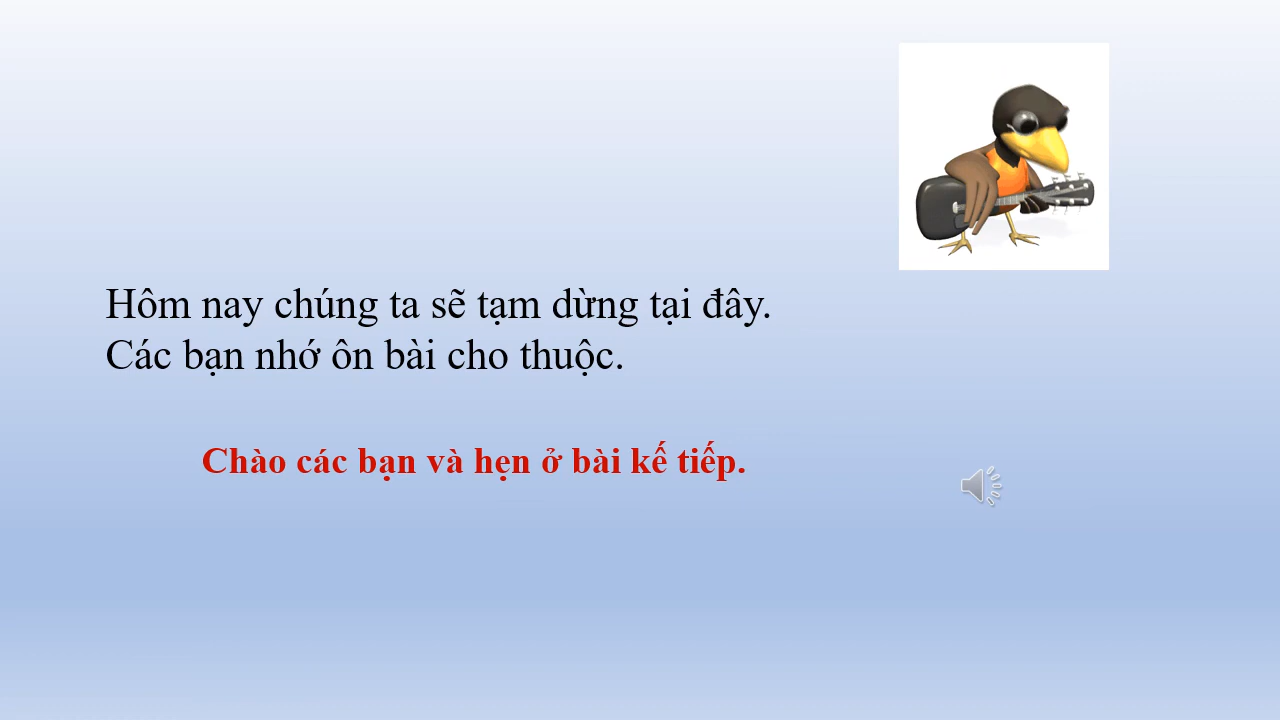 Hôm nay chúng ta sẽ tạm dừng tại đây.
Các bạn nhớ ôn bài cho thuộc.
Chào các bạn và hẹn ở bài kế tiếp.